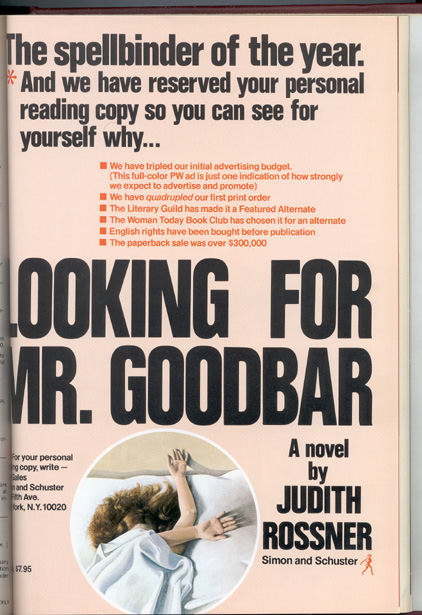 The spellbinder of the year.
* And we have reserved your personal
reading copy so you can see for
yourself why...
■ We have tripled our initial advertising budget.
(This full-color PW ad is just one indication of how strongly
we expect to advertise and promote)
■ We have quadrupled our first print order
■ The Literary Guild has made it a Featured Alternate
■ The Woman Today Book Club has chosen it for an alternate
■ English rights have been bought before publication
■ The paperback sale was over $300,000
LOOKING FOR
MR. GOODBAR
For your personal
ng copy, write —
ales
n and Schuster
ifth Ave.
ork, N.Y. 10020
$7.95
A novel
by
JUDITH
ROSSNER
Simon and Schuster